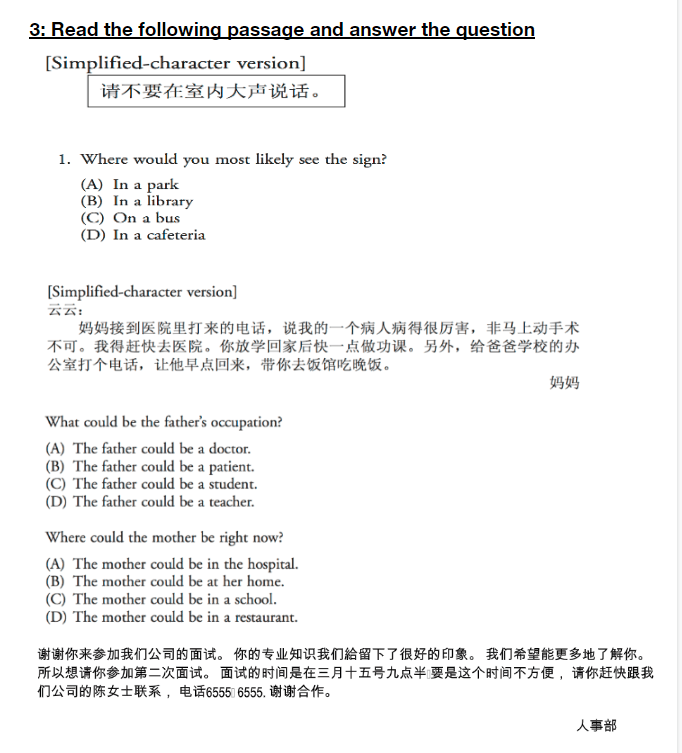 3: Read the following passage and answer the question
[Simplified-character version]
请不要在室内大声说话。
1. Where would you most likely see the sign?
(A) In a park
(B) In a library
(C) On a bus
(D) In a cafeteria
[Simplified-character version]
云云：
妈妈接到医院里打来的电话，说我的一个病人病得很厉害，非马上动手术
不可。我得赶快去医院。你放学回家后快一点做功课。另外，给爸爸学校的办
公室打个电话，让他早点回来，带你去饭馆吃晚饭。
妈妈
What could be the father's occupation?
(A) The father could be a doctor.
(B) The father could be a patient.
(C) The father could be a student.
(D) The father could be a teacher.
Where could the mother be right now?
(A) The mother could be in the hospital.
(B) The mother could be at her home.
(C) The mother could be in a school.
(D) The mother could be in a restaurant.
谢谢你来参加我们公司的面试。 你的专业知识我们給留下了很好的印象。 我们希望能更多地了解你。
所以想请你参加第二次面试。 面试的时间是在三月十五号九点半 要是这个时间不方便， 请你赶快跟我
们公司的陈女士联系， 电话6555 6555, 谢谢合作。
人事部